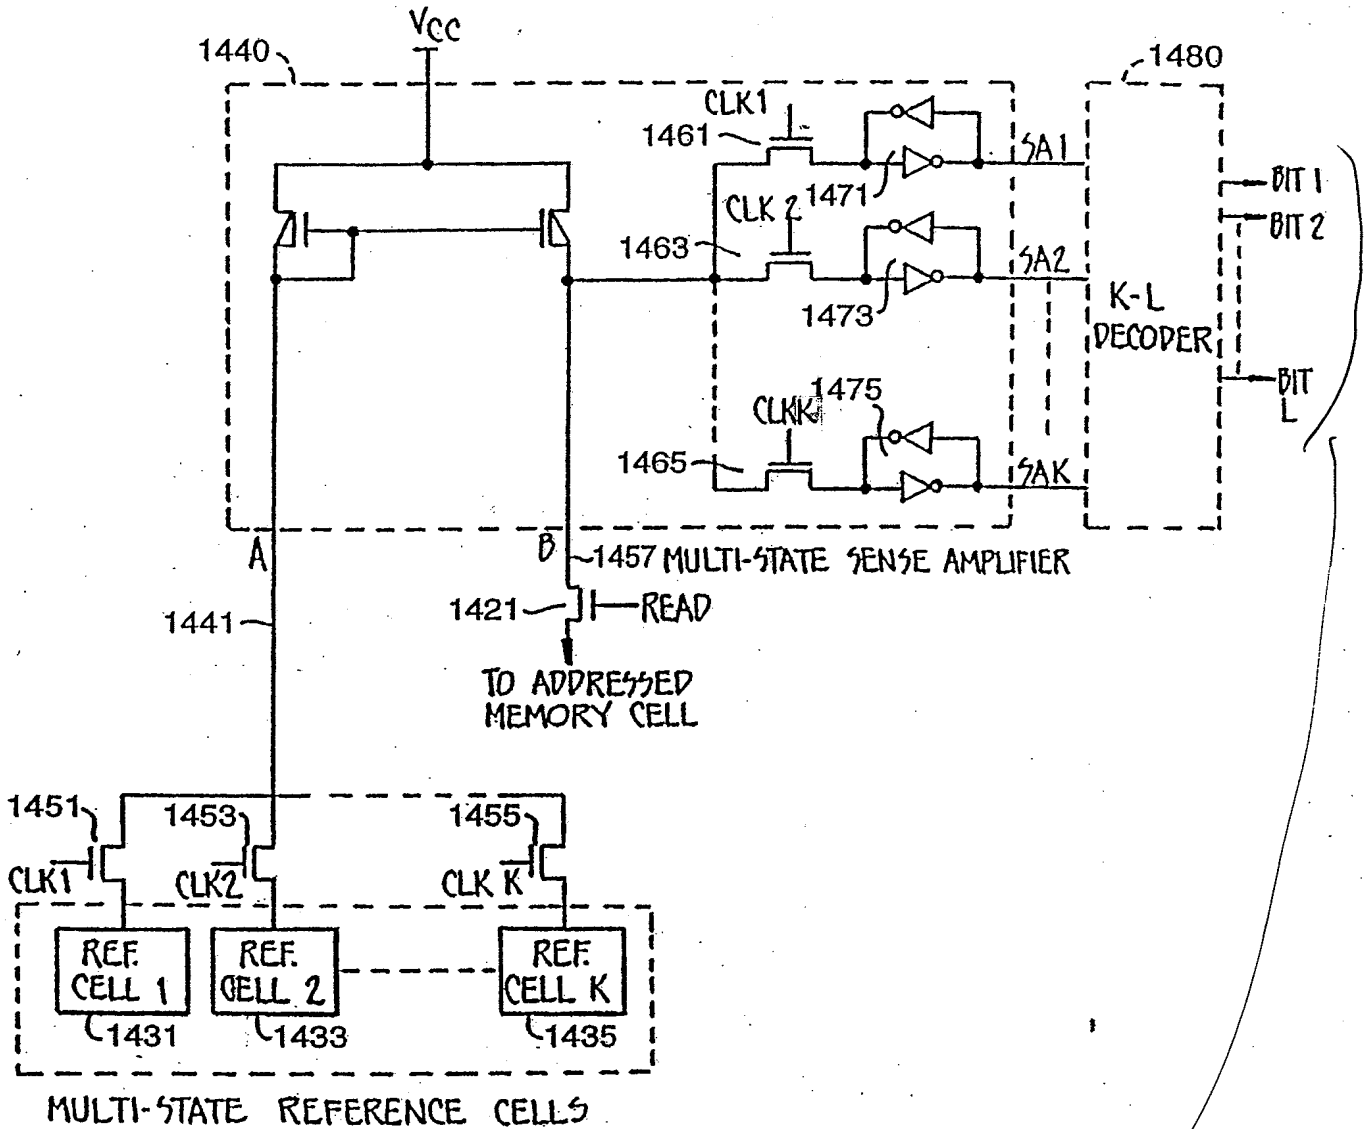 VCC
1440
1480
CLK1
1461
SA1
1471
BIT 1
CLK 2
BIT 2
1463
SA2
1473
K-L
DECODER
1475
BIT
L
CLKK
1465
SAK
A
B
1457
MULTI-STATE SENSE AMPLIFIER
1421
READ
1441
TO ADDRESSED
MEMORY CELL
1451
1453
1455
CLK1
CLK2
CLK K
REF.
CELL 1
REF.
CELL 2
REF.
CELL K
1431
1433
1435
MULTI-STATE REFERENCE CELLS